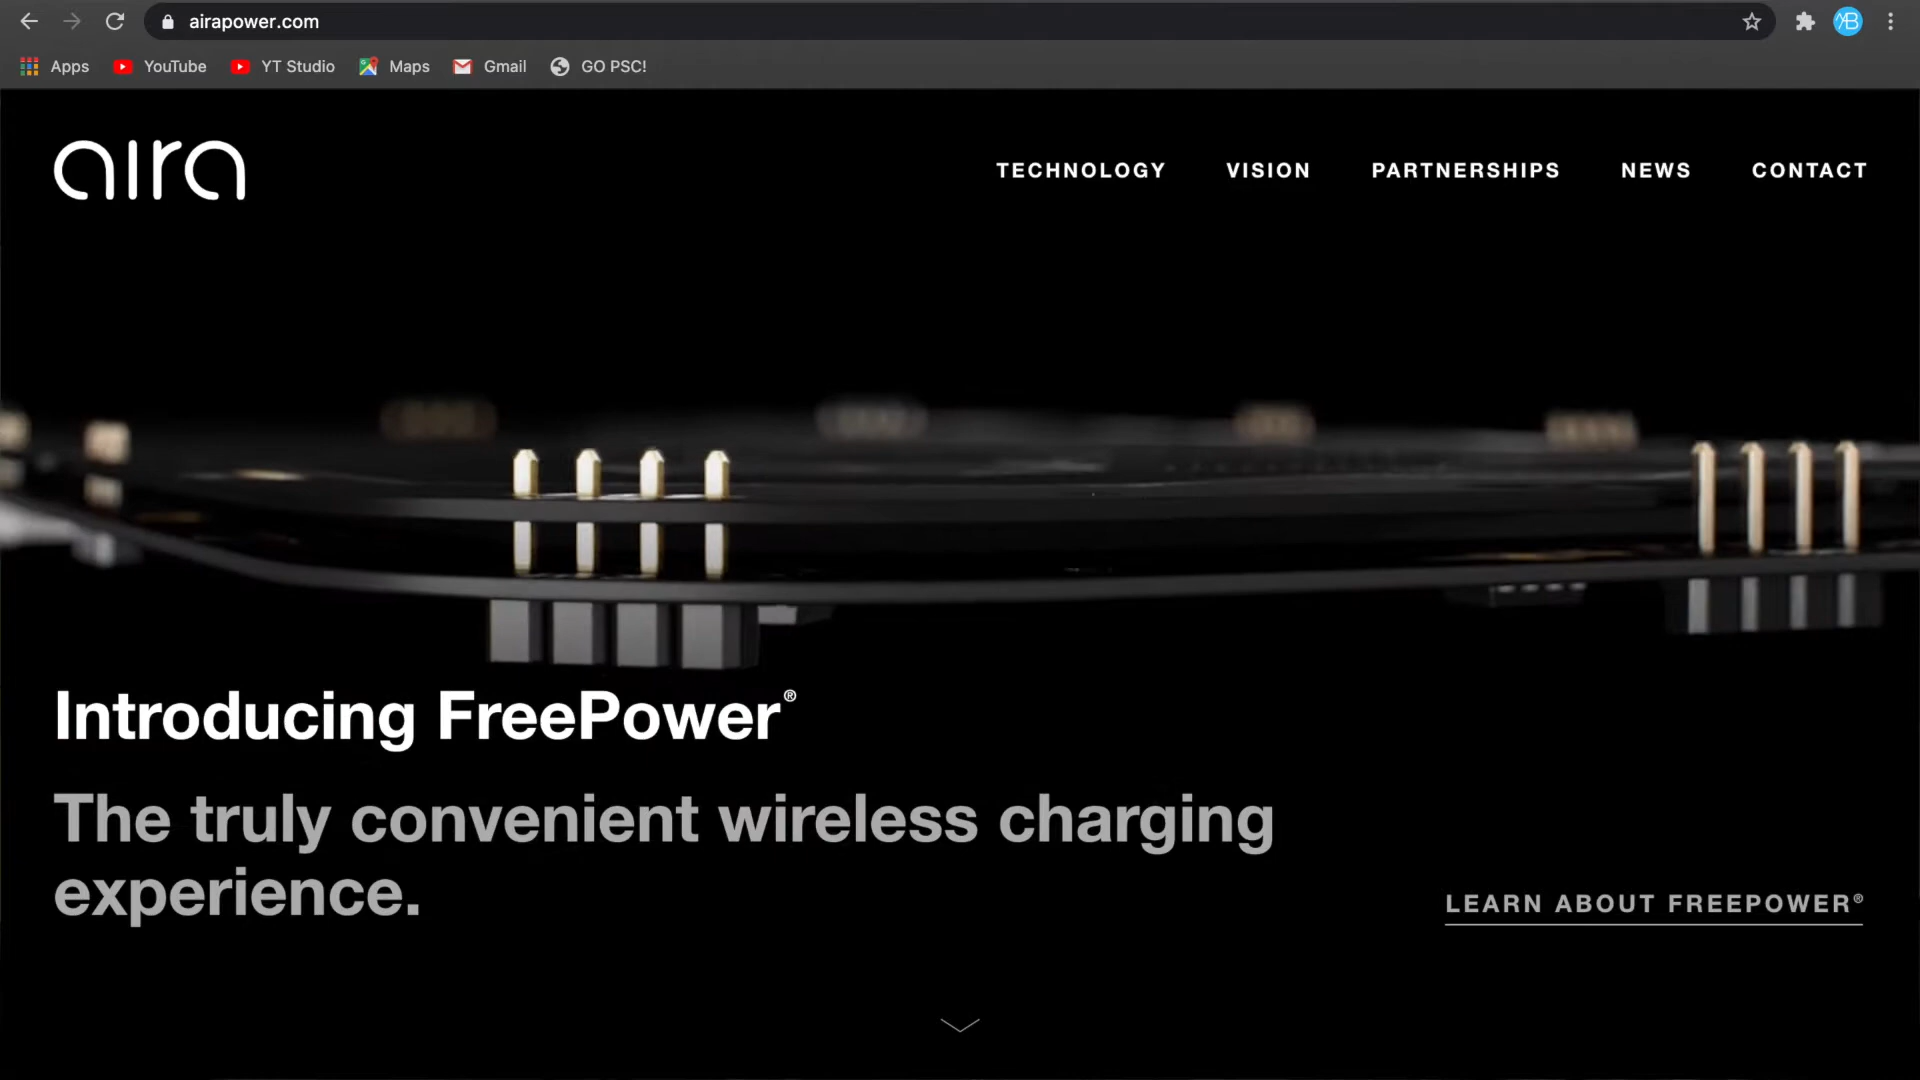 airapower.com
Apps YouTube YT Studio Maps Gmail GO PSC!
aira
TECHNOLOGY VISION PARTNERSHIPS NEWS CONTACT
Introducing FreePower®
The truly convenient wireless charging
experience.
LEARN ABOUT FREEPOWER®